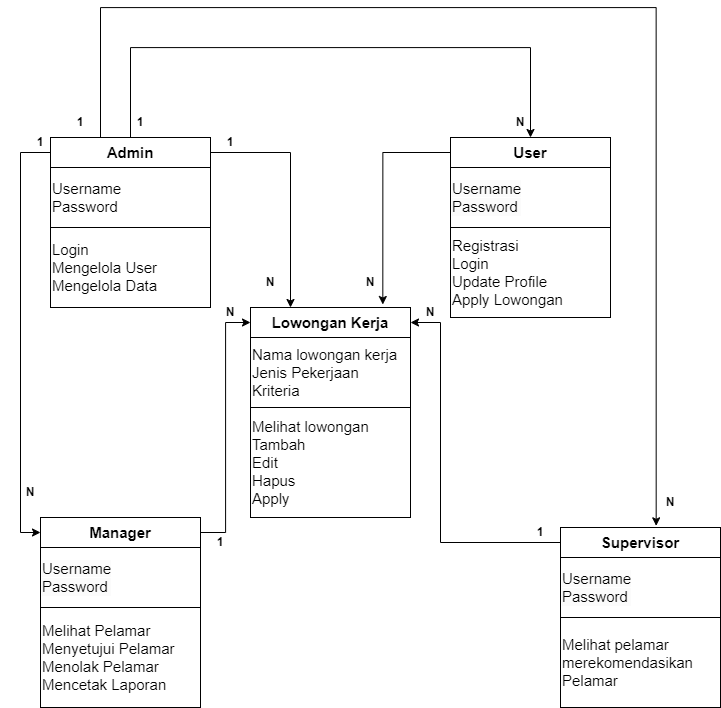 1
1
N
1
1
Admin
Username
Password
Login
Mengelola User
Mengelola Data
User
Username
Password
Registrasi
Login
Update Profile
Apply Lowongan
N
N
N
N
Lowongan Kerja
Nama lowongan kerja
Jenis Pekerjaan
Kriteria
Melihat lowongan
Tambah
Edit
Hapus
Apply
N
N
1
1
Manager
Username
Password
Melihat Pelamar
Menyetujui Pelamar
Menolak Pelamar
Mencetak Laporan
Supervisor
Username
Password
Melihat pelamar
merekomendasikan
Pelamar